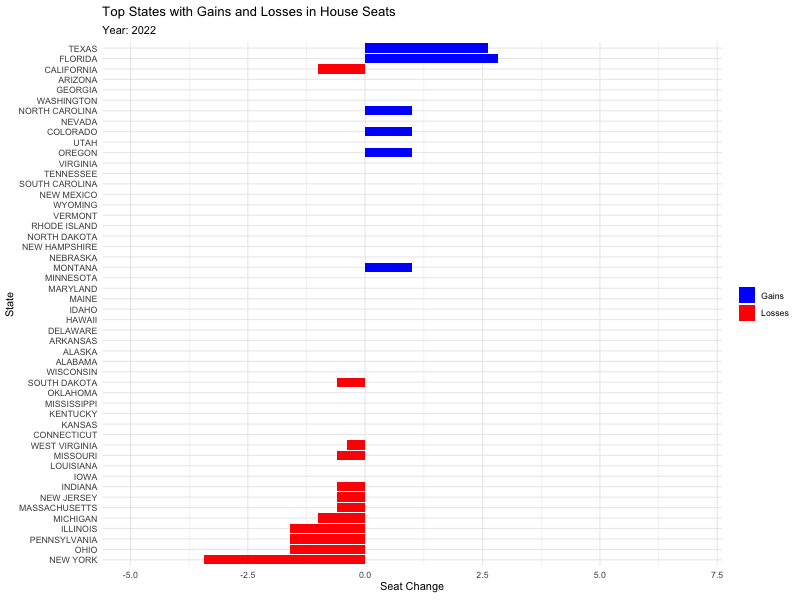 Top States with Gains and Losses in House Seats
Year: 2022
TEXAS
FLORIDA
CALIFORNIA
ARIZONA
GEORGIA
WASHINGTON
NORTH CAROLINA
NEVADA
COLORADO
UTAH
OREGON
VIRGINIA
TENNESSEE
SOUTH CAROLINA
NEW MEXICO
WYOMING
VERMONT
RHODE ISLAND
NORTH DAKOTA
NEW HAMPSHIRE
NEBRASKA
MONTANA
MINNESOTA
MARYLAND
MAINE
IDAHO
HAWAII
DELAWARE
ARKANSAS
ALASKA
ALABAMA
WISCONSIN
SOUTH DAKOTA
OKLAHOMA
MISSISSIPPI
KENTUCKY
KANSAS
CONNECTICUT
WEST VIRGINIA
MISSOURI
LOUISIANA
IOWA
INDIANA
NEW JERSEY
MASSACHUSETTS
MICHIGAN
ILLINOIS
PENNSYLVANIA
OHIO
NEW YORK
State
-5.0 -2.5 0.0 2.5 5.0 7.5
Seat Change
Gains
Losses